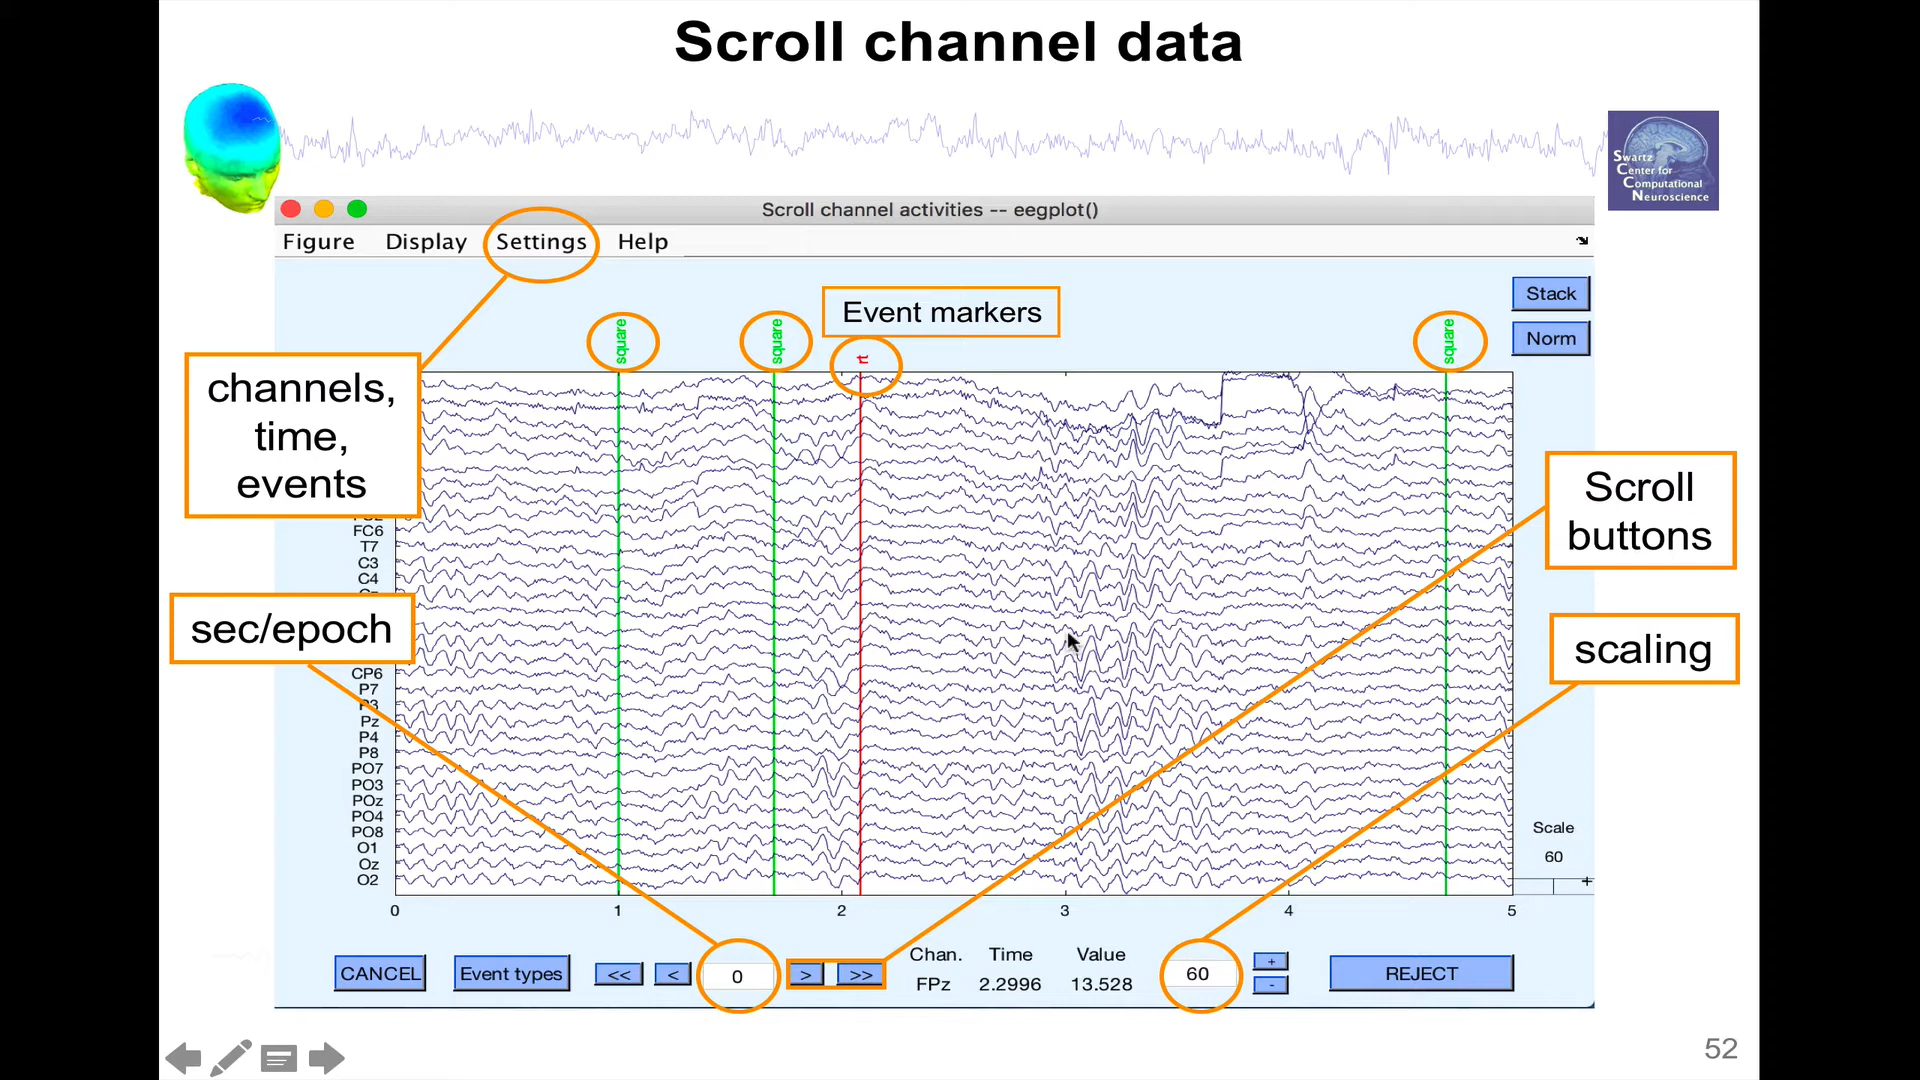 Scroll channel data
Swartz
Center for
Computational
Neuroscience
Scroll channel activities -- eegplot()
Figure Display Settings Help
Stack
Norm
Event markers
square square rt square
channels,
time,
events
Scroll
buttons
sec/epoch
scaling
FC6
T7
C3
C4
CP6
P7
P3
Pz
P4
P8
PO7
PO3
POz
PO4
PO8
O1
Oz
O2
Scale
60
+
0 1 2 3 4 5
CANCEL Event types << < 0 > >>
Chan. Time Value
FPz 2.2996 13.528
60
+
-
REJECT
52